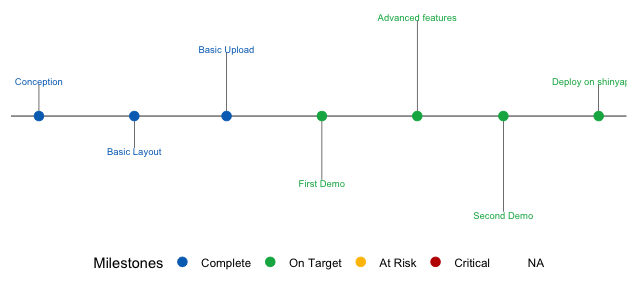 Advanced features
Basic Upload
Conception
Deploy on shinyap
Basic Layout
First Demo
Second Demo
Milestones Complete On Target At Risk Critical NA